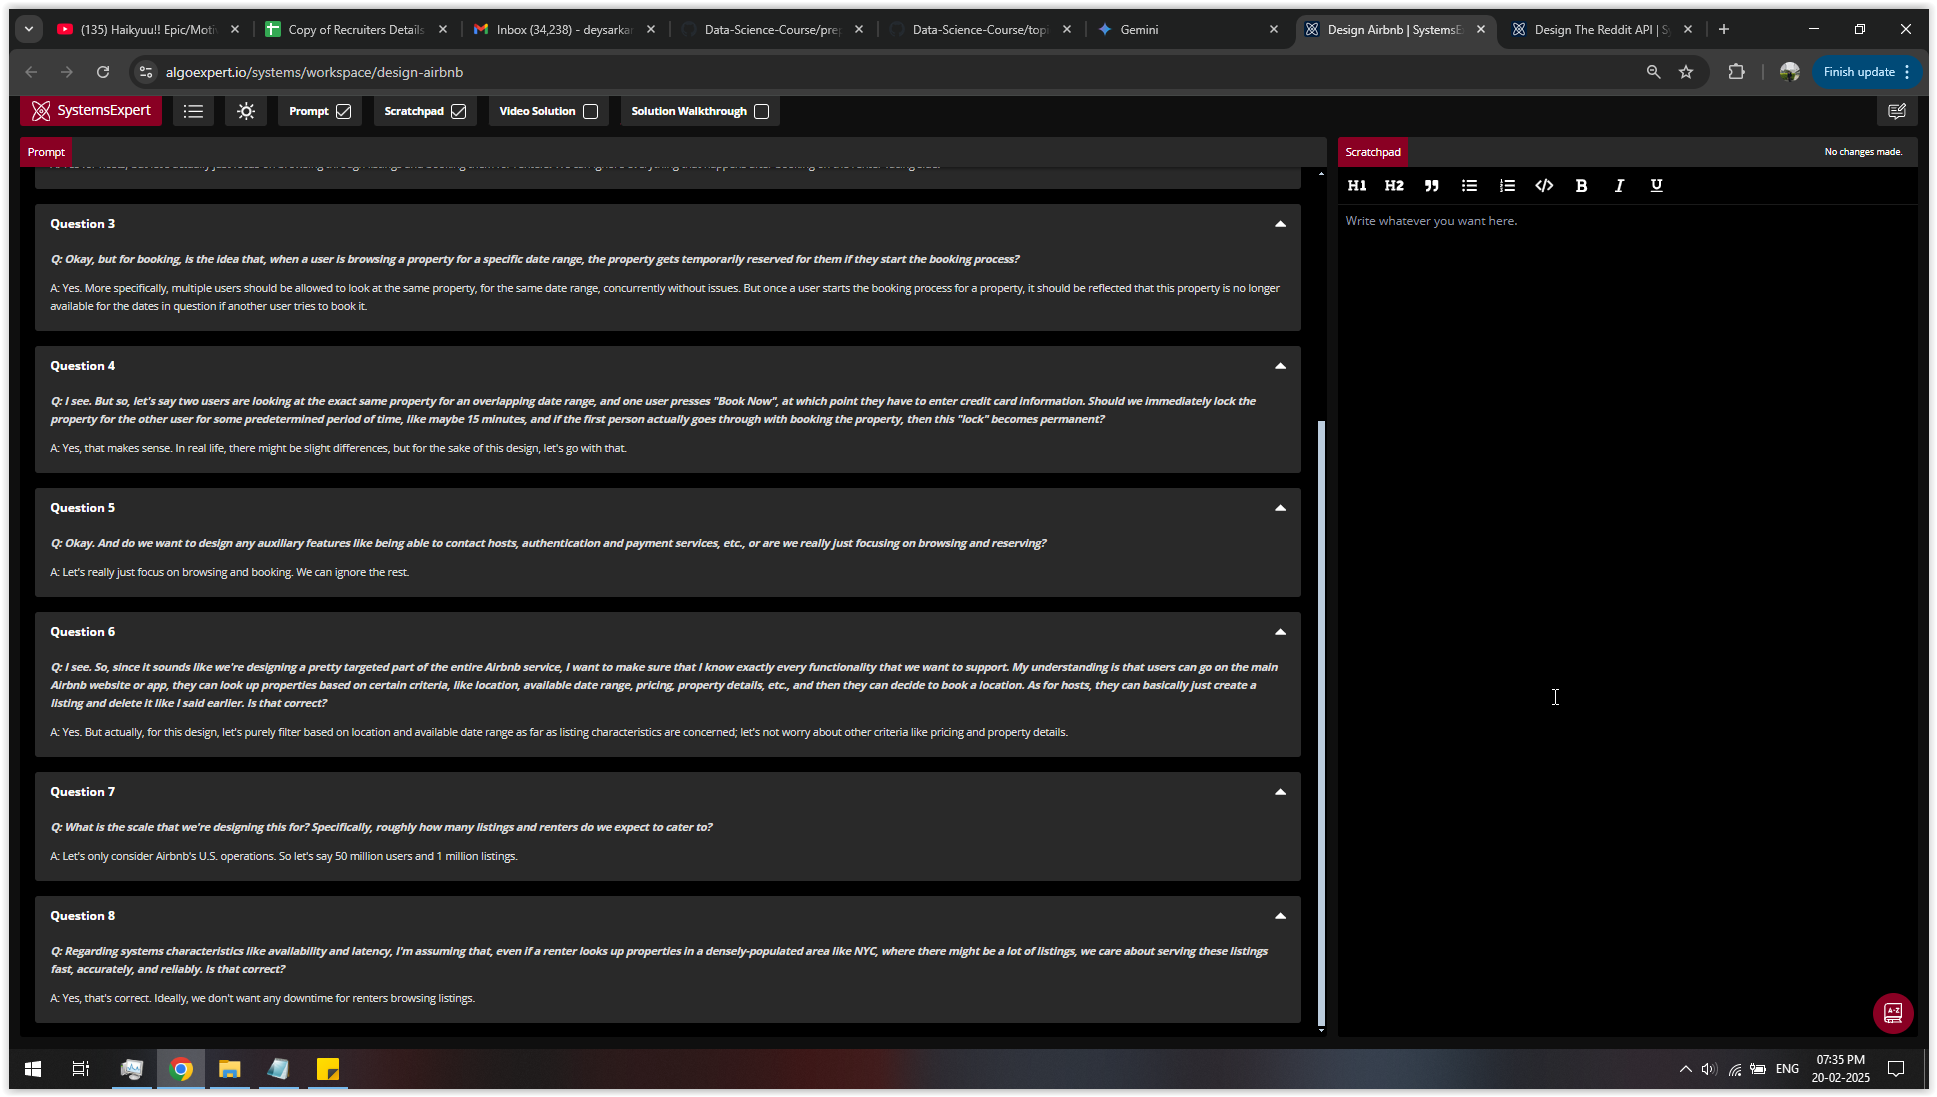 (135) Haikyuu!! Epic/Moti
Copy of Recruiters Details
Inbox (34,238) - deysarkar
Data-Science-Course/prep
Data-Science-Course/topi
Gemini
Design Airbnb | SystemsE
Design The Reddit API | S
algoexpert.io/systems/workspace/design-airbnb
Finish update
SystemsExpert
Prompt
Scratchpad
Video Solution
Solution Walkthrough
Prompt
Question 3
Q: Okay, but for booking, is the idea that, when a user is browsing a property for a specific date range, the property gets temporarily reserved for them if they start the booking process?
A: Yes. More specifically, multiple users should be allowed to look at the same property, for the same date range, concurrently without issues. But once a user starts the booking process for a property, it should be reflected that this property is no longer
available for the dates in question if another user tries to book it.
Question 4
Q: I see. But so, let's say two users are looking at the exact same property for an overlapping date range, and one user presses "Book Now", at which point they have to enter credit card information. Should we immediately lock the
property for the other user for some predetermined period of time, like maybe 15 minutes, and if the first person actually goes through with booking the property, then this "lock" becomes permanent?
A: Yes, that makes sense. In real life, there might be slight differences, but for the sake of this design, let's go with that.
Question 5
Q: Okay. And do we want to design any auxiliary features like being able to contact hosts, authentication and payment services, etc., or are we really just focusing on browsing and reserving?
A: Let's really just focus on browsing and booking. We can ignore the rest.
Question 6
Q: I see. So, since it sounds like we're designing a pretty targeted part of the entire Airbnb service, I want to make sure that I know exactly every functionality that we want to support. My understanding is that users can go on the main
Airbnb website or app, they can look up properties based on certain criteria, like location, available date range, pricing, property details, etc., and then they can decide to book a location. As for hosts, they can basically just create a
listing and delete it like I said earlier. Is that correct?
A: Yes. But actually, for this design, let's purely filter based on location and available date range as far as listing characteristics are concerned; let's not worry about other criteria like pricing and property details.
Question 7
Q: What is the scale that we're designing this for? Specifically, roughly how many listings and renters do we expect to cater to?
A: Let's only consider Airbnb's U.S. operations. So let's say 50 million users and 1 million listings.
Question 8
Q: Regarding systems characteristics like availability and latency, I'm assuming that, even if a renter looks up properties in a densely-populated area like NYC, where there might be a lot of listings, we care about serving these listings
fast, accurately, and reliably. Is that correct?
A: Yes, that's correct. Ideally, we don't want any downtime for renters browsing listings.
Scratchpad
No changes made.
H1 H2 B I U
Write whatever you want here.
A-Z
ENG
07:35 PM
20-02-2025